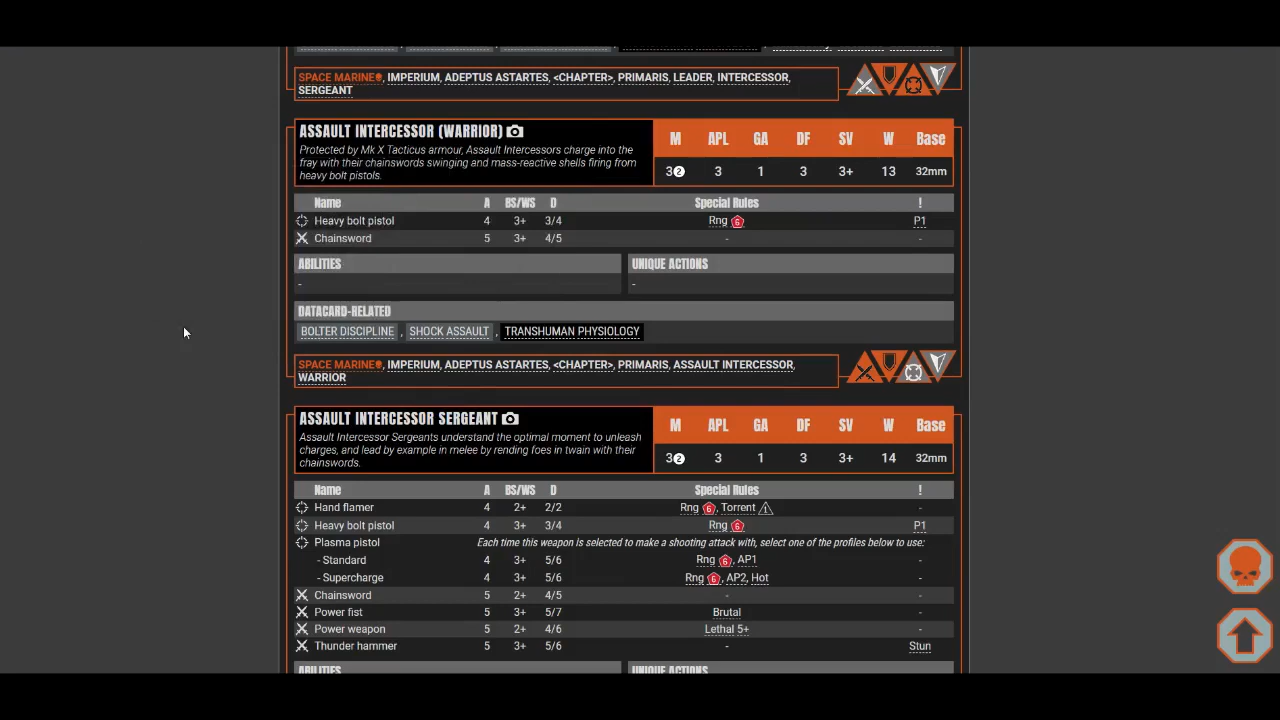 SPACE MARINE, IMPERIUM, ADEPTUS ASTARTES, <CHAPTER>, PRIMARIS, LEADER, INTERCESSOR,
SERGEANT
ASSAULT INTERCESSOR (WARRIOR)
Protected by Mk X Tacticus armour, Assault Intercessors charge into the
fray with their chainswords swinging and mass-reactive shells firing from
heavy bolt pistols.
M APL GA DF SV W Base
3② 3 1 3 3+ 13 32mm
Name A BS/WS D Special Rules !
Heavy bolt pistol 4 3+ 3/4 Rng 6 P1
Chainsword 5 3+ 4/5 - -
ABILITIES UNIQUE ACTIONS
- -
DATACARD-RELATED
BOLTER DISCIPLINE , SHOCK ASSAULT , TRANSHUMAN PHYSIOLOGY
SPACE MARINE, IMPERIUM, ADEPTUS ASTARTES, <CHAPTER>, PRIMARIS, ASSAULT INTERCESSOR,
WARRIOR
ASSAULT INTERCESSOR SERGEANT
Assault Intercessor Sergeants understand the optimal moment to unleash
charges, and lead by example in melee by rending foes in twain with their
chainswords.
M APL GA DF SV W Base
3② 3 1 3 3+ 14 32mm
Name A BS/WS D Special Rules !
Hand flamer 4 2+ 2/2 Rng 6, Torrent 1 -
Heavy bolt pistol 4 3+ 3/4 Rng 6 P1
Plasma pistol Each time this weapon is selected to make a shooting attack with, select one of the profiles below to use:
- Standard 4 3+ 5/6 Rng 6, AP1 -
- Supercharge 4 3+ 5/6 Rng 6, AP2, Hot -
Chainsword 5 2+ 4/5 - -
Power fist 5 3+ 5/7 Brutal -
Power weapon 5 2+ 4/6 Lethal 5+ -
Thunder hammer 5 3+ 5/6 - Stun
ABILITIES UNIQUE ACTIONS